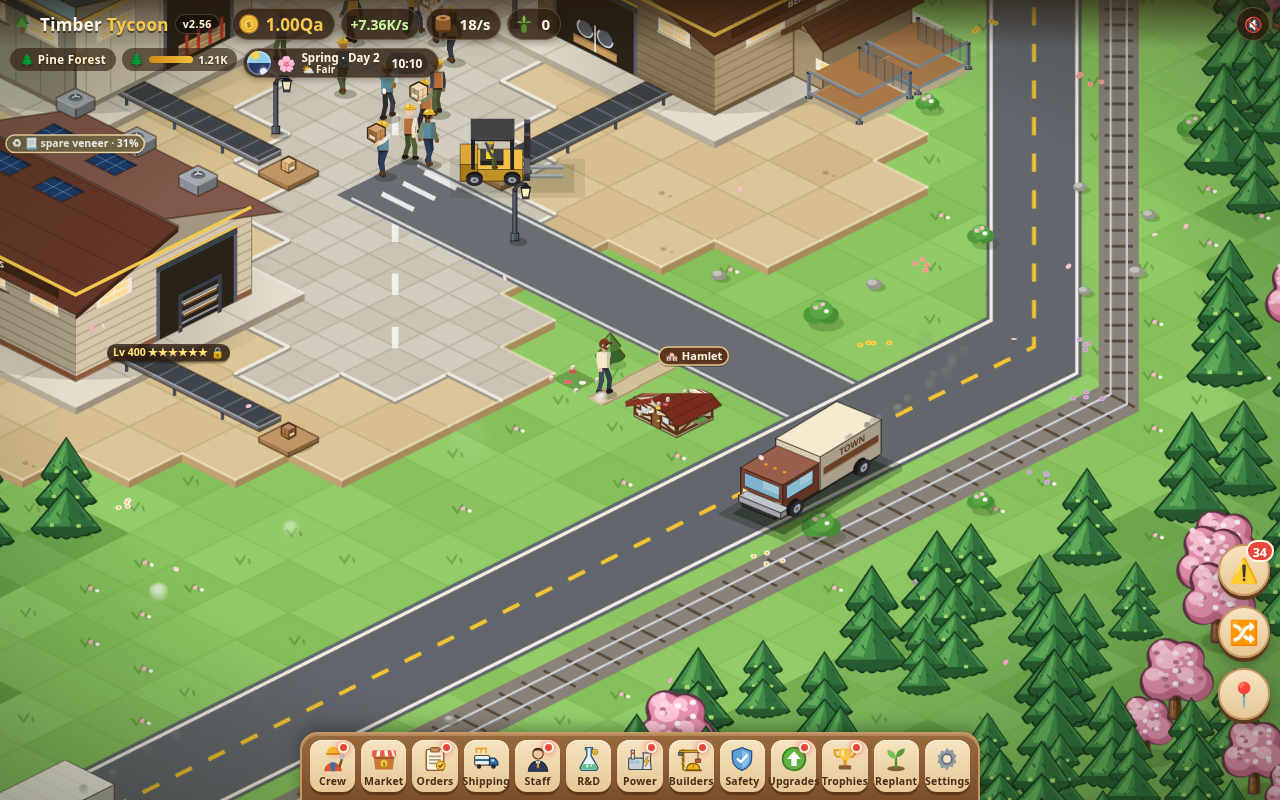 Timber Tycoon v2.56 1.00Qa +7.36K/s 18/s 0
Pine Forest 1.21K Spring · Day 2 10:10
Fair
spare veneer · 31%
Lv 400 ★★★★★★
Hamlet
TOWN
34
Crew Market Orders Shipping Staff R&D Power Builders Safety Upgrades Trophies Replant Settings